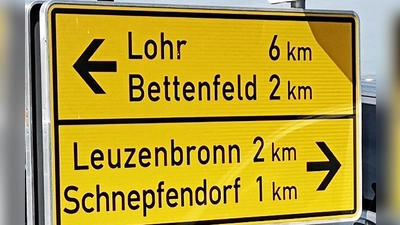 Lohr 6 km
Bettenfeld 2 km
Leuzenbronn 2 km
Schnepfendorf 1 km